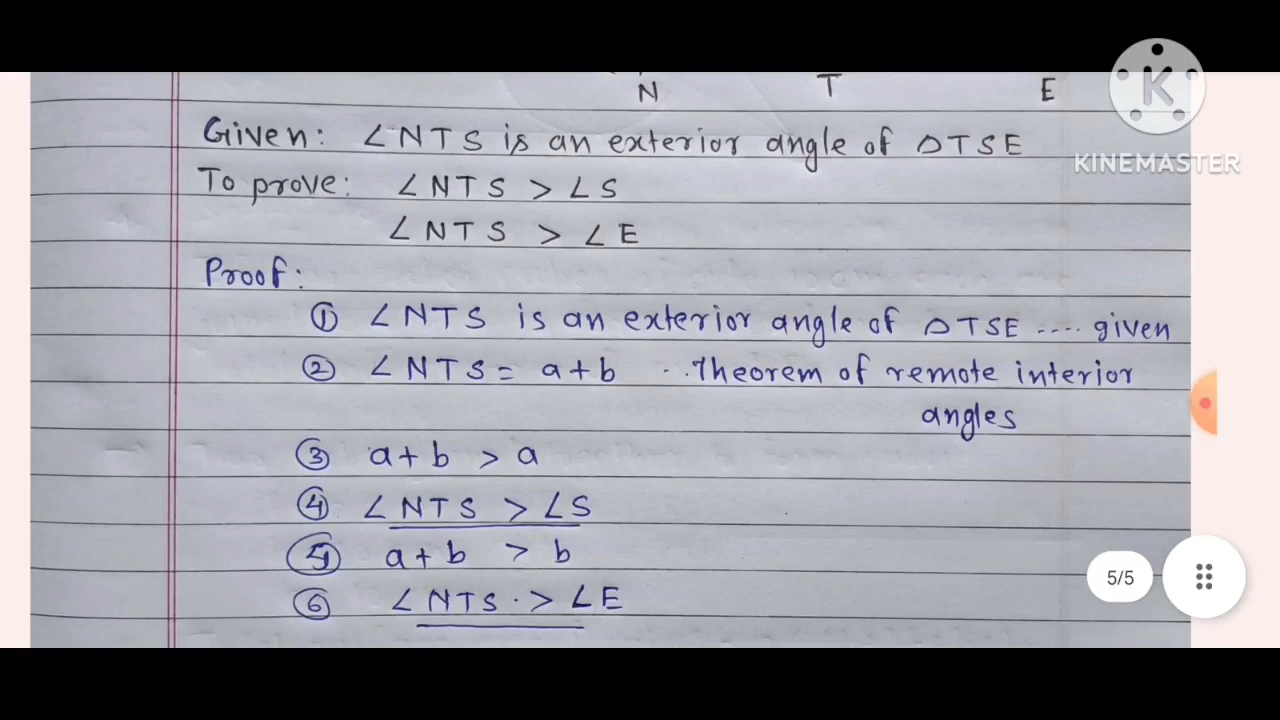 N T E
K
KINEMASTER
Given: ∠NTS is an exterior angle of △TSE
To prove: ∠NTS > ∠S
∠NTS > ∠E
Proof:
① ∠NTS is an exterior angle of △TSE .... given
② ∠NTS = a+b ...Theorem of remote interior
angles
③ a+b > a
④ ∠NTS > ∠S
⑤ a+b > b
⑥ ∠NTS > ∠E
5/5